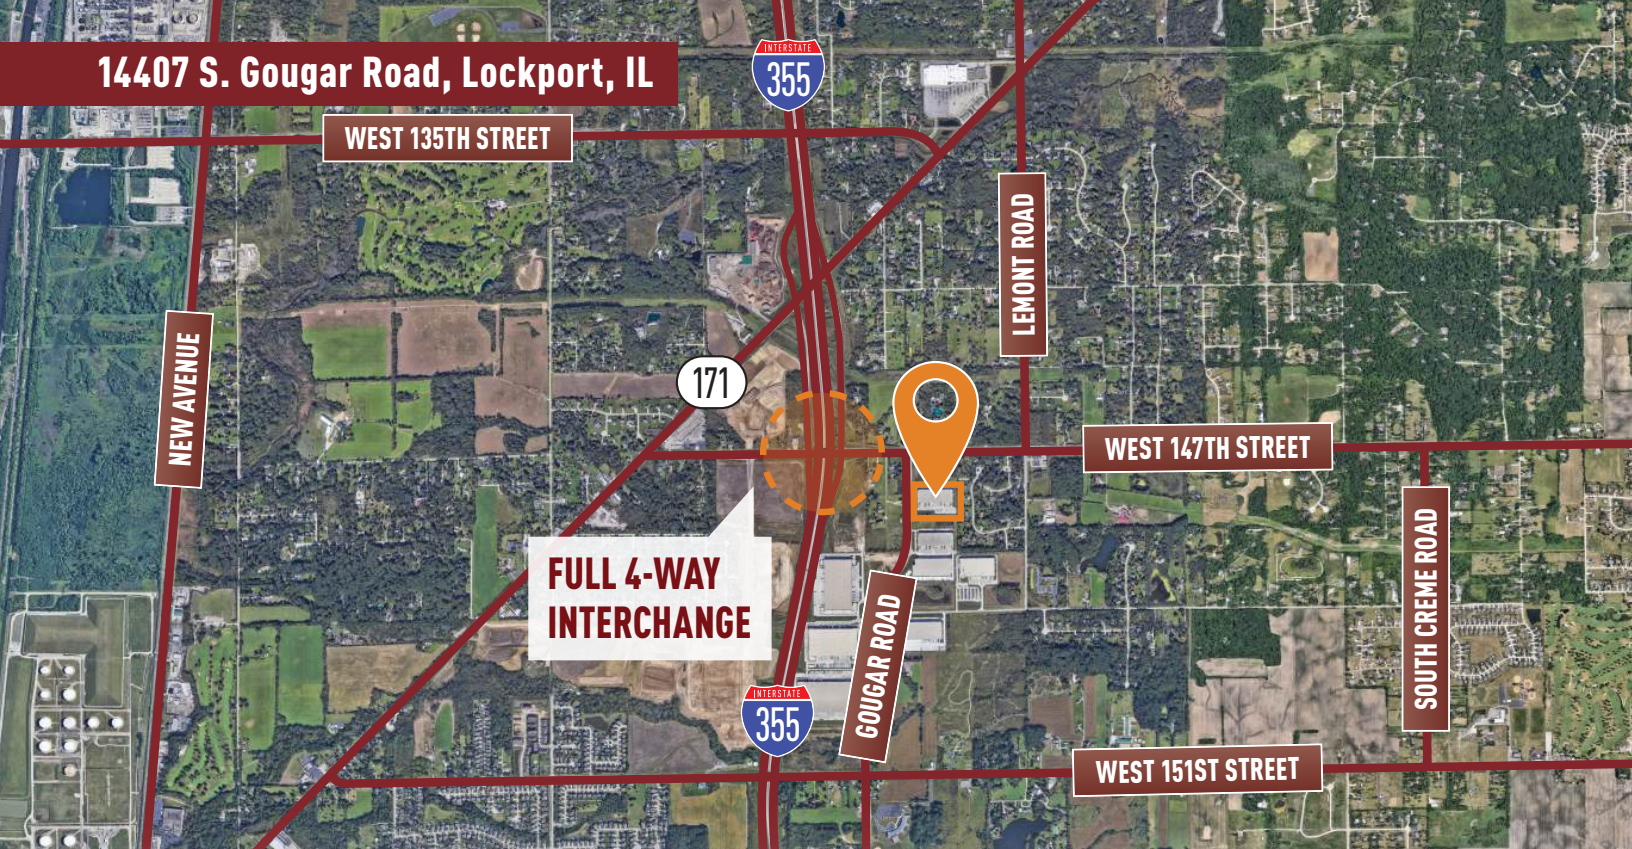 14407 S. Gougar Road, Lockport, IL
INTERSTATE
355
WEST 135TH STREET
LEMONT ROAD
NEW AVENUE
171
WEST 147TH STREET
FULL 4-WAY
INTERCHANGE
SOUTH CREME ROAD
GOUGAR ROAD
INTERSTATE
355
WEST 151ST STREET